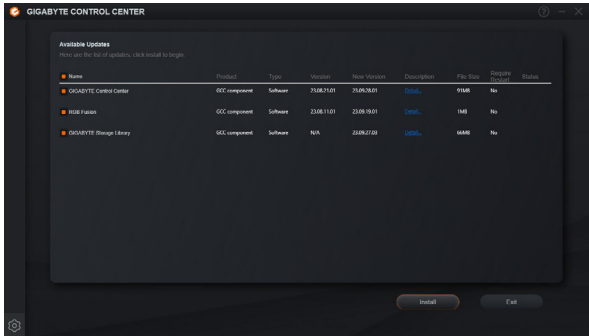 GIGABYTE CONTROL CENTER
Available Updates
Here are the list of updates, click install to begin.
Name Product Type Version New Version Description File Size Require Restart Status
GIGABYTE Control Center GCC component Software 23.08.21.01 23.09.28.01 Detail... 91MB No
RGB Fusion GCC component Software 23.08.11.01 23.09.19.01 Detail... 1MB No
GIGABYTE Storage Library GCC component Software N/A 23.09.27.03 Detail... 66MB No
Install Exit